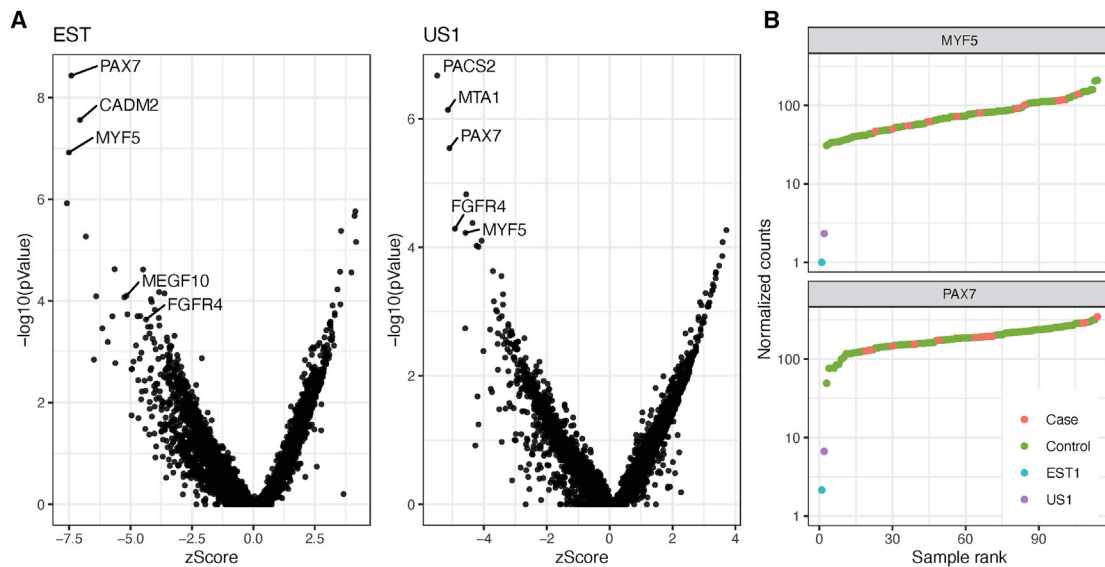 A
EST
US1
B
PAX7
CADM2
MYF5
MEGF10
FGFR4
8
6
4
2
0
-log10(pValue)
-7.5
-5.0
-2.5
0.0
2.5
zScore
PACS2
MTA1
PAX7
FGFR4
MYF5
6
4
2
0
-log10(pValue)
-4
-2
0
2
4
zScore
MYF5
100
10
1
Normalized counts
PAX7
100
10
1
Case
Control
EST1
US1
0
30
60
90
Sample rank